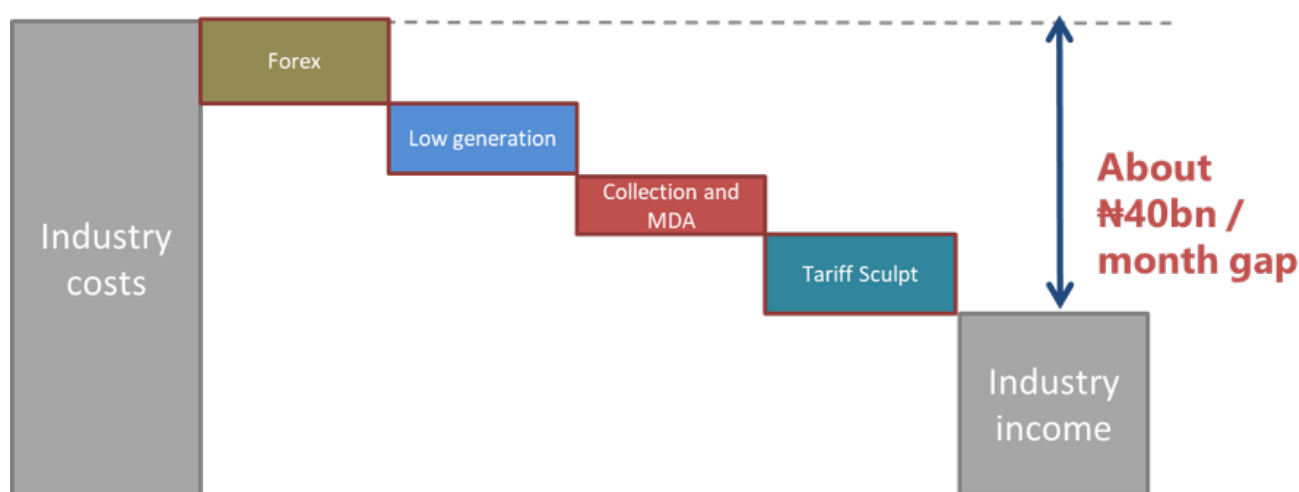 Forex
Low generation
Collection and
MDA
Tariff Sculpt
Industry
costs
Industry
income
About
₦40bn /
month gap